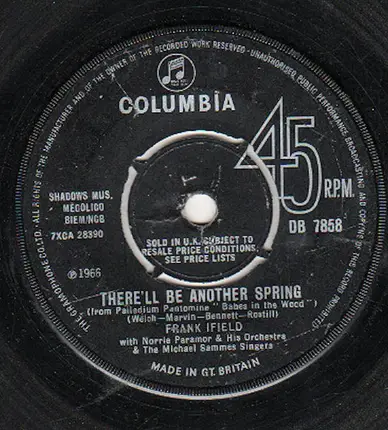 THE GRAMOPHONE CO. LTD. ALL RIGHTS OF THE MANUFACTURER AND OF THE OWNER OF THE RECORDED WORK RESERVED · UNAUTHORISED PUBLIC PERFORMANCE BROADCASTING AND COPYING OF THIS RECORD PROHIBITED
COLUMBIA
45
R.P.M.
DB 7858
SHADOWS MUS.
MECOLICO
BIEM/NCB
7XCA 28390
SOLD IN U.K. SUBJECT TO
RESALE PRICE CONDITIONS,
SEE PRICE LISTS
℗ 1966
THERE'LL BE ANOTHER SPRING
(from Palladium Pantomime "Babes in the Wood")
(Welch—Marvin—Bennett—Rostill)
FRANK IFIELD
with Norrie Paramor & His Orchestra
& The Michael Sammes Singers
MADE IN GT. BRITAIN